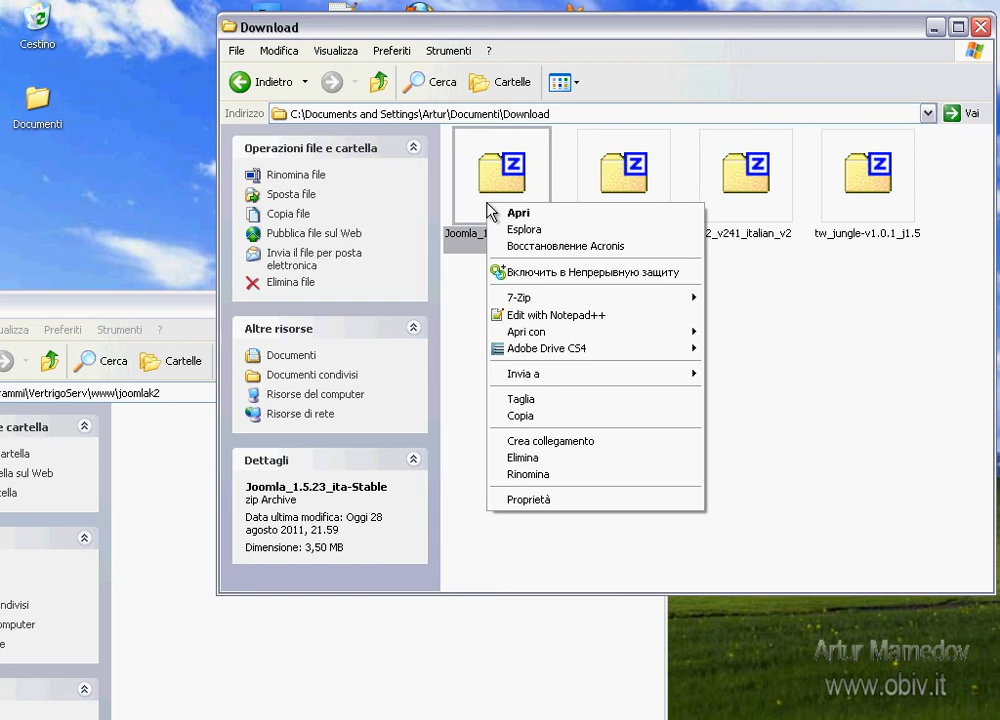 Cestino
Documenti
Download
File Modifica Visualizza Preferiti Strumenti ?
Indietro Cerca Cartelle
Indirizzo C:\Documents and Settings\Artur\Documenti\Download Vai
Operazioni file e cartella
Rinomina file
Sposta file
Copia file
Pubblica file sul Web
Invia il file per posta
elettronica
Elimina file
Altre risorse
Documenti
Documenti condivisi
Risorse del computer
Risorse di rete
Dettagli
Joomla_1.5.23_ita-Stable
zip Archive
Data ultima modifica: Oggi 28
agosto 2011, 21.59
Dimensione: 3,50 MB
Z Z Z Z
Joomla_1
2_v241_italian_v2
tw_jungle-v1.0.1_j1.5
Apri
Esplora
Восстановление Acronis
Включить в Непрерывную защиту
7-Zip
Edit with Notepad++
Apri con
Adobe Drive CS4
Invia a
Taglia
Copia
Crea collegamento
Elimina
Rinomina
Proprietà
ualizza Preferiti Strumenti ?
Cerca Cartelle
rammi\VertrigoServ\www\joomlak2
e cartella
artella
ella sul Web
ella
ndivisi
omputer
e
Artur Mamedov
www.obiv.it